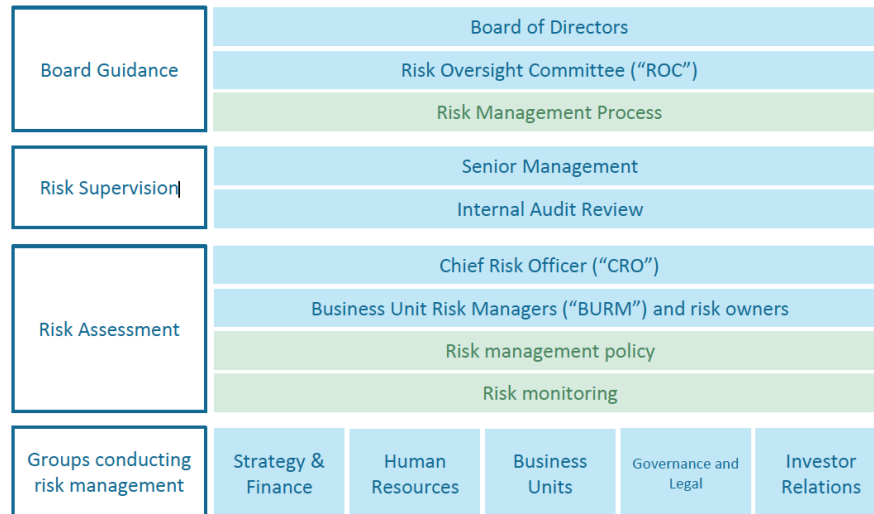 Board Guidance
Board of Directors
Risk Oversight Committee (“ROC”)
Risk Management Process
Risk Supervision
Senior Management
Internal Audit Review
Risk Assessment
Chief Risk Officer (“CRO”)
Business Unit Risk Managers (“BURM”) and risk owners
Risk management policy
Risk monitoring
Groups conducting
risk management
Strategy &
Finance
Human
Resources
Business
Units
Governance and
Legal
Investor
Relations